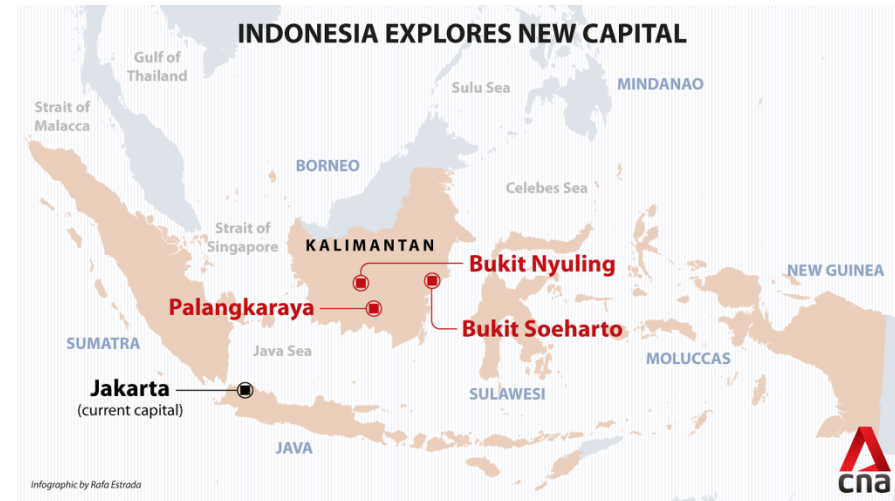 INDONESIA EXPLORES NEW CAPITAL
Gulf of
Thailand
Sulu Sea
MINDANAO
Strait of
Malacca
BORNEO
Celebes Sea
Strait of
Singapore
KALIMANTAN
Bukit Nyuling
NEW GUINEA
Palangkaraya
Bukit Soeharto
SUMATRA
Java Sea
MOLUCCAS
Jakarta
(current capital)
SULAWESI
JAVA
Infographic by Rafa Estrada
cna